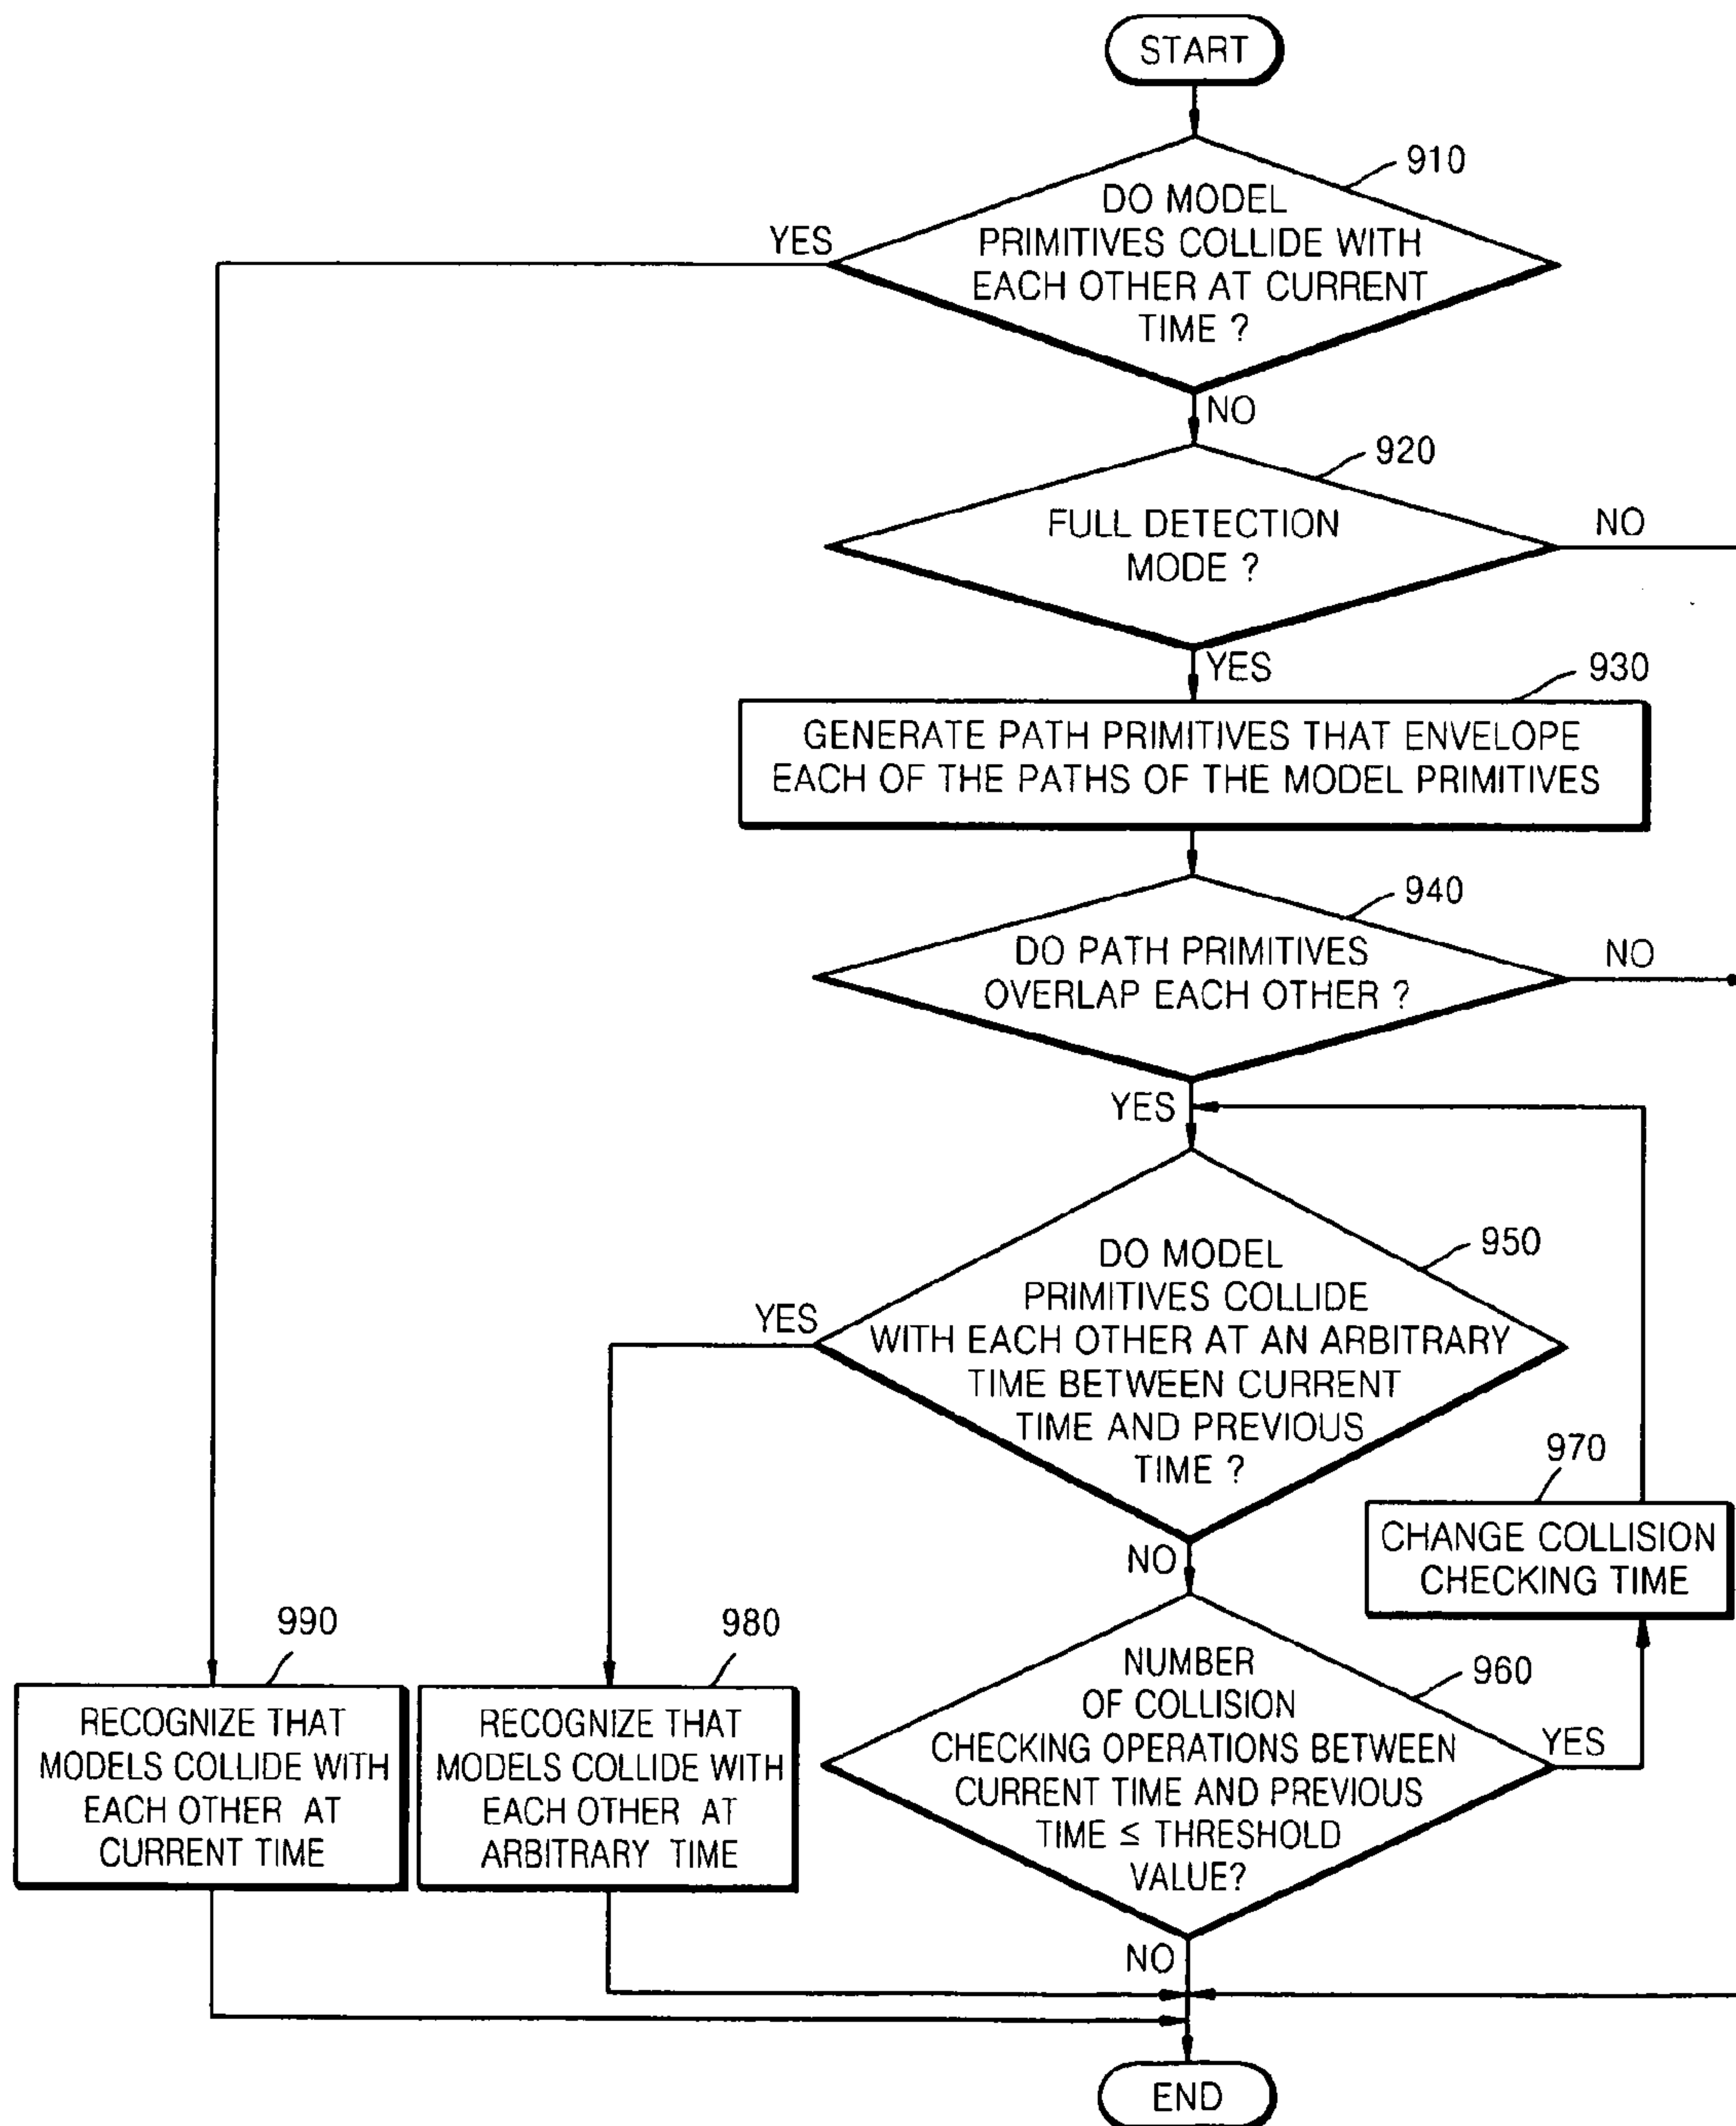 START
910
DO MODEL
PRIMITIVES COLLIDE WITH
EACH OTHER AT CURRENT
TIME ?
YES
NO
920
FULL DETECTION
MODE ?
NO
YES
930
GENERATE PATH PRIMITIVES THAT ENVELOPE
EACH OF THE PATHS OF THE MODEL PRIMITIVES
940
DO PATH PRIMITIVES
OVERLAP EACH OTHER ?
NO
YES
950
DO MODEL
PRIMITIVES COLLIDE
WITH EACH OTHER AT AN ARBITRARY
TIME BETWEEN CURRENT
TIME AND PREVIOUS
TIME ?
YES
NO
970
CHANGE COLLISION
CHECKING TIME
960
NUMBER
OF COLLISION
CHECKING OPERATIONS BETWEEN
CURRENT TIME AND PREVIOUS
TIME ≤ THRESHOLD
VALUE?
YES
NO
980
RECOGNIZE THAT
MODELS COLLIDE WITH
EACH OTHER AT
ARBITRARY TIME
990
RECOGNIZE THAT
MODELS COLLIDE WITH
EACH OTHER AT
CURRENT TIME
END